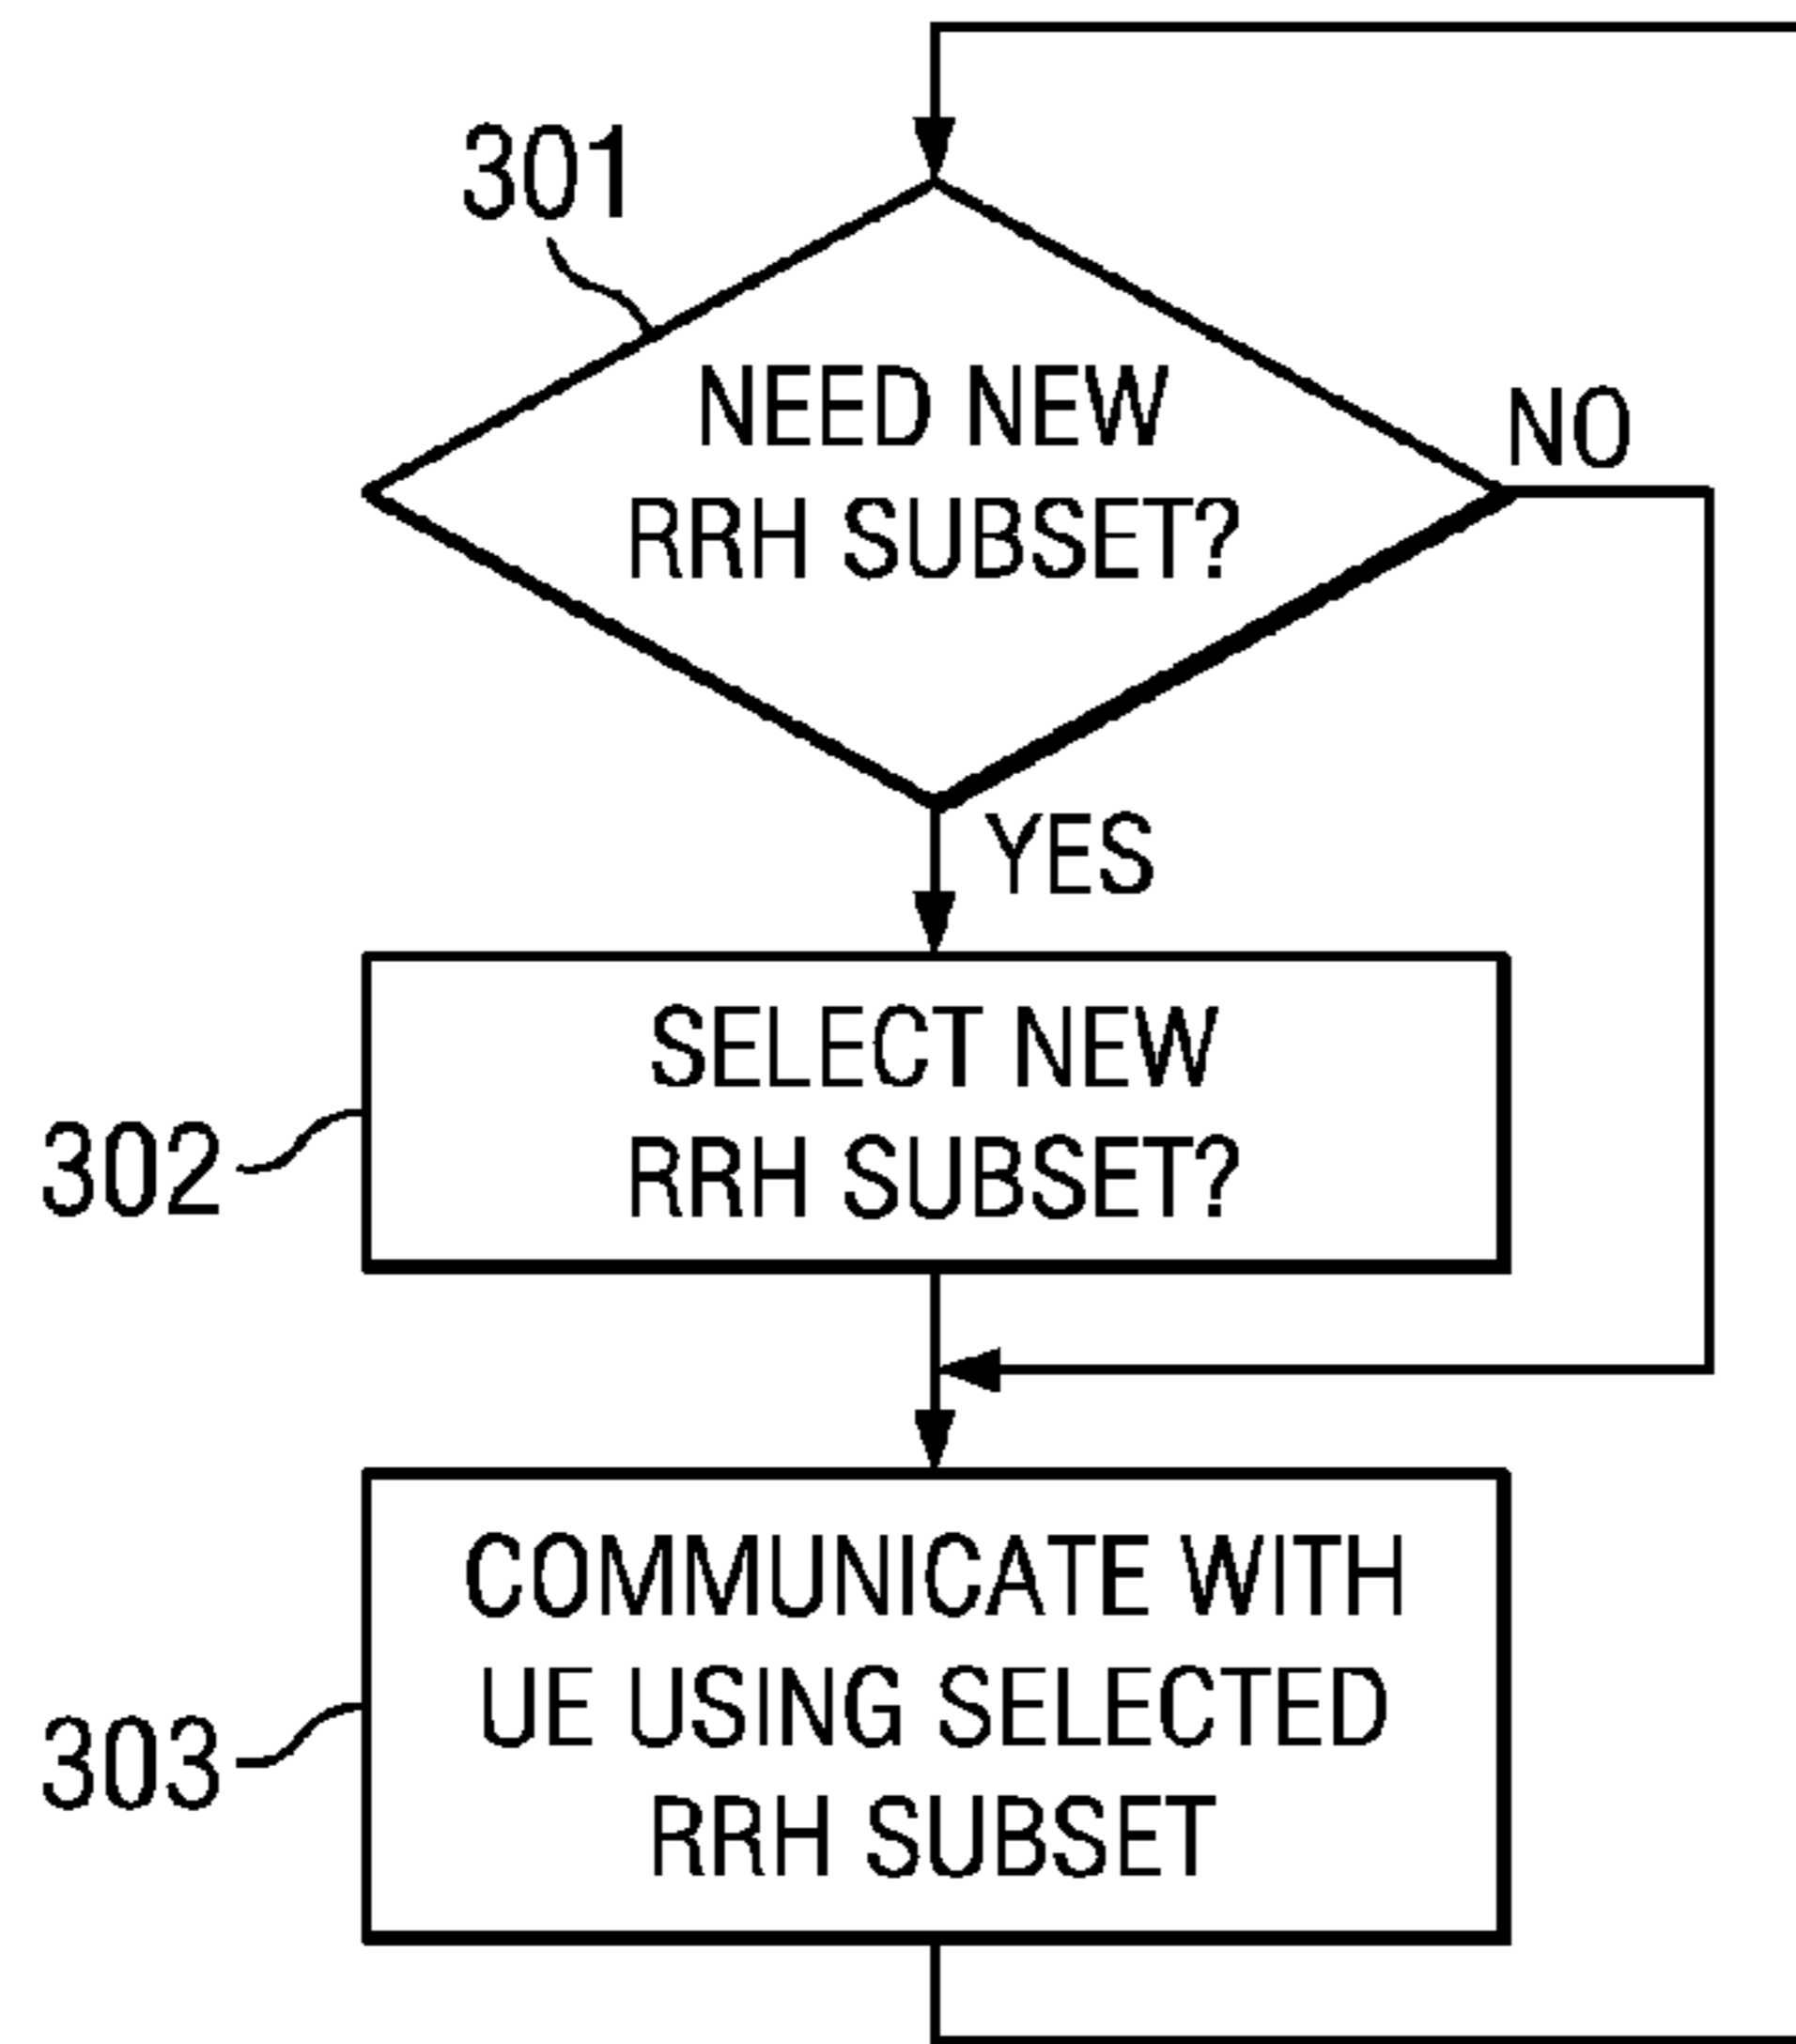 301
NEED NEW
RRH SUBSET?
NO
YES
SELECT NEW
RRH SUBSET?
302
COMMUNICATE WITH
UE USING SELECTED
RRH SUBSET
303